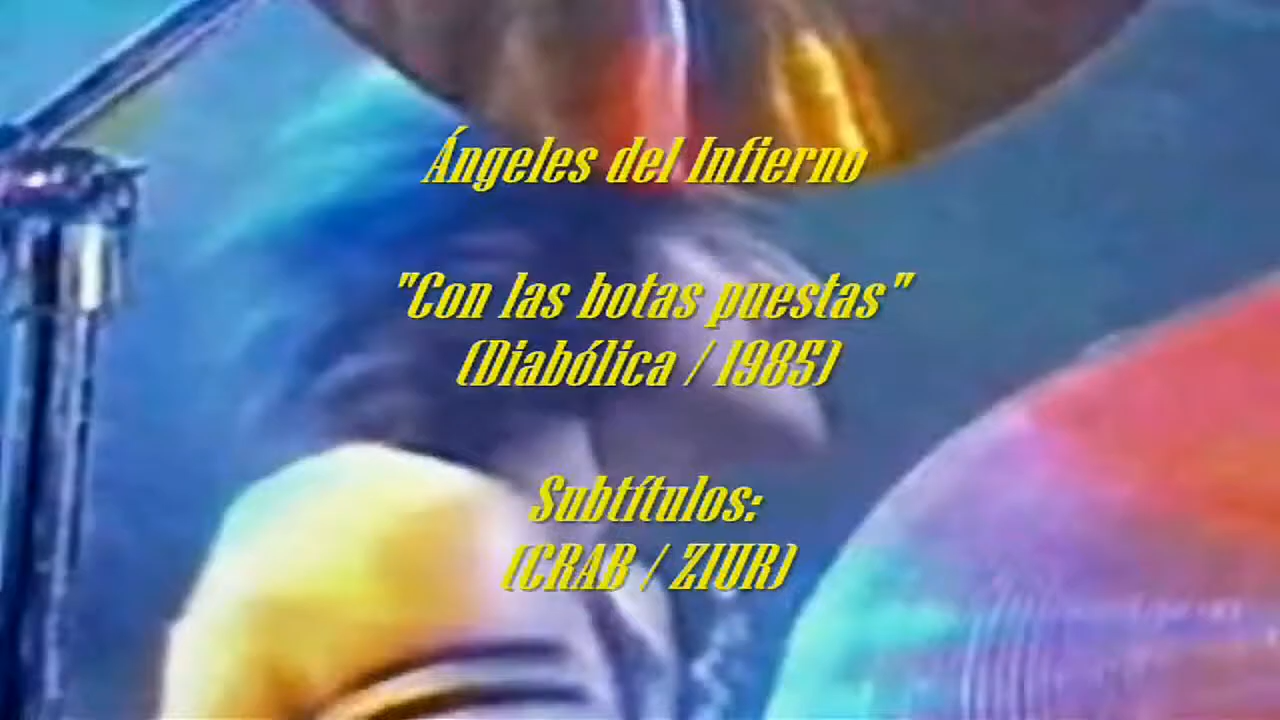 Ángeles del Infierno
"Con las botas puestas"
(Diabólica / 1985)
Subtítulos:
(CRAB / ZIUR)